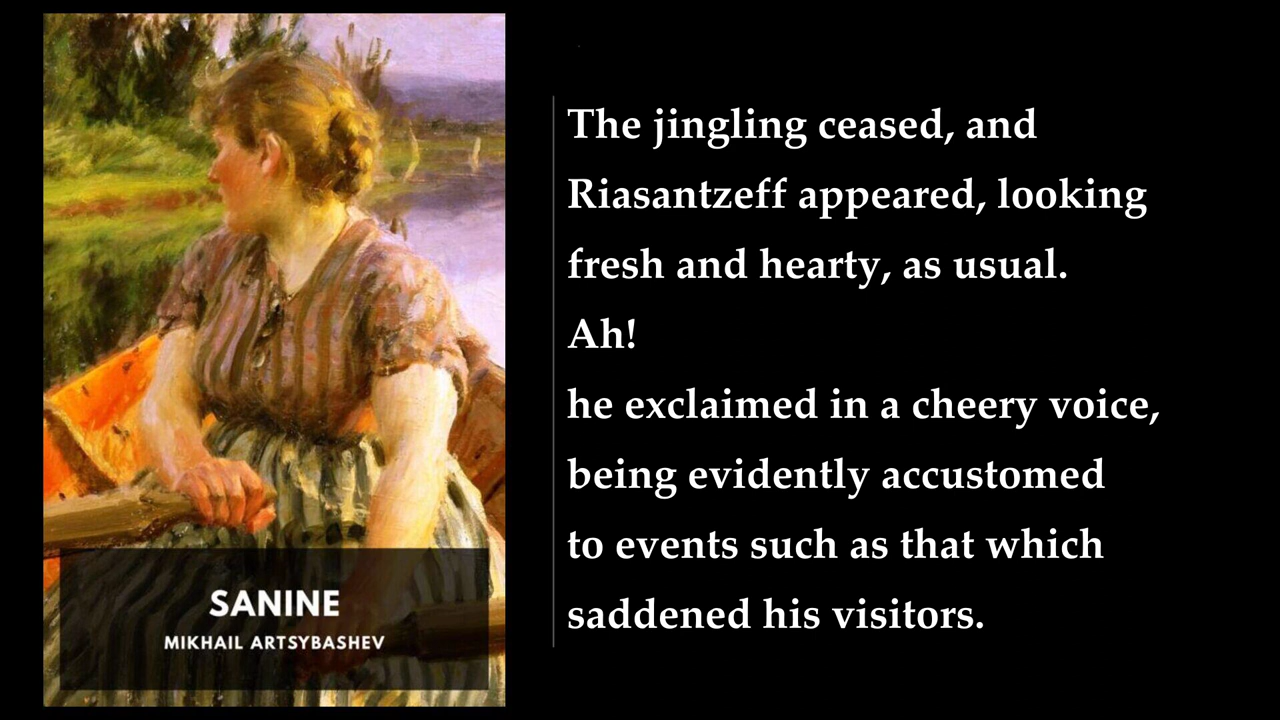 The jingling ceased, and
Riasantzeff appeared, looking
fresh and hearty, as usual.
Ah!
he exclaimed in a cheery voice,
being evidently accustomed
to events such as that which
saddened his visitors.
SANINE
MIKHAIL ARTSYBASHEV